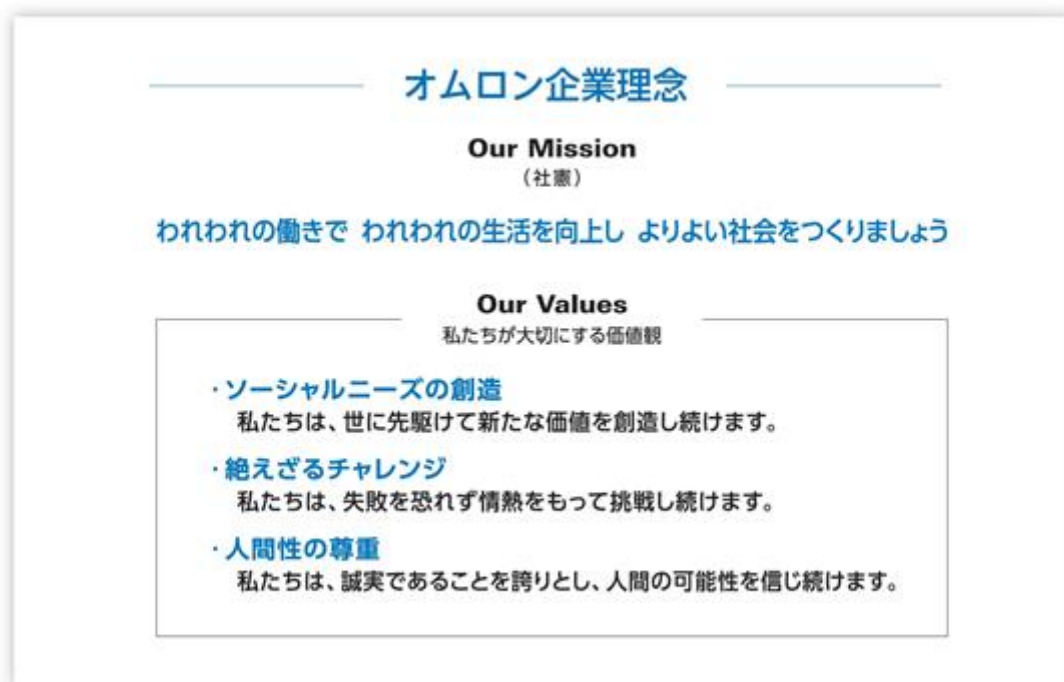 オムロン企業理念
Our Mission
（社憲）
われわれの働きで われわれの生活を向上し よりよい社会をつくりましょう
Our Values
私たちが大切にする価値観
・ソーシャルニーズの創造
私たちは、世に先駆けて新たな価値を創造し続けます。
・絶えざるチャレンジ
私たちは、失敗を恐れず情熱をもって挑戦し続けます。
・人間性の尊重
私たちは、誠実であることを誇りとし、人間の可能性を信じ続けます。